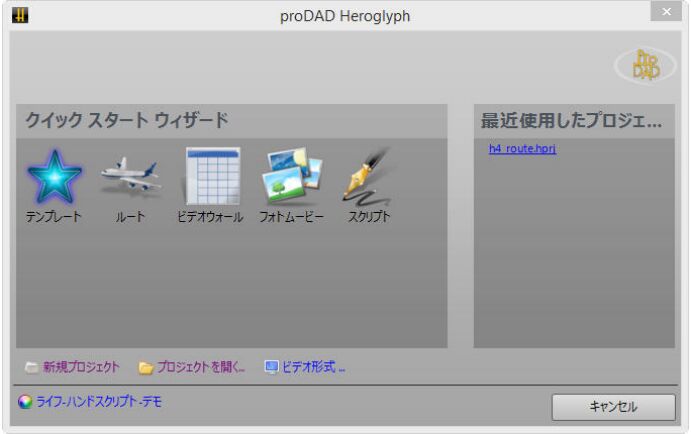 proDAD Heroglyph
PRO
DAD
クイック スタート ウィザード
最近使用したプロジェ...
h4_route.hprj
テンプレート
ルート
ビデオウォール
フォトムービー
スクリプト
新規プロジェクト
プロジェクトを開く...
ビデオ形式 ...
ライフ-ハンドスクリプト-デモ
キャンセル